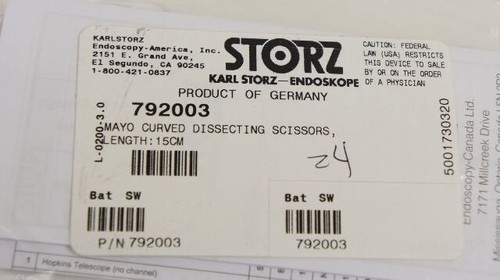 KARLSTORZ
Endoscopy-America, Inc.
2151 E. Grand Ave,
El Segundo, CA 90245
1-800-421-0837
STORZ
KARL STORZ—ENDOSKOPE
CAUTION: FEDERAL
LAW (USA) RESTRICTS
THIS DEVICE TO SALE
BY OR ON THE ORDER
OF A PHYSICIAN
PRODUCT OF GERMANY
L-0200-3.0
792003
MAYO CURVED DISSECTING SCISSORS,
LENGTH:15CM
24
5001730320
Bat SW
P/N 792003
Bat SW
792003
Endoscopy-Canada Ltd.
7171 Millcreek Drive
1 Hopkins Telescope (no channel)